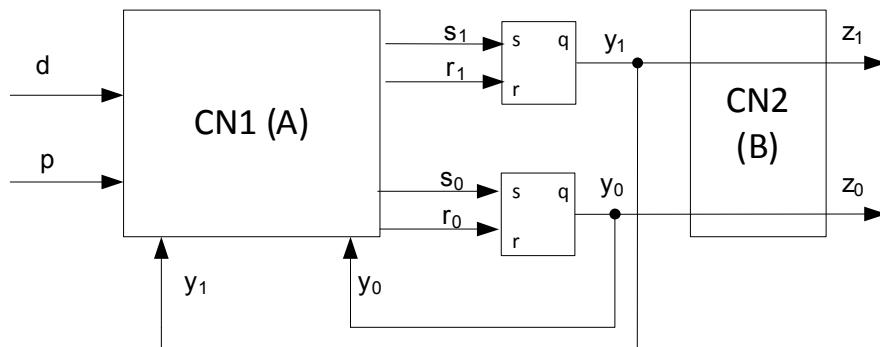 d
p
CN1 (A)
s₁
r₁
s q
r
y₁
s₀
r₀
s q
r
y₀
CN2
(B)
z₁
z₀
y₁
y₀